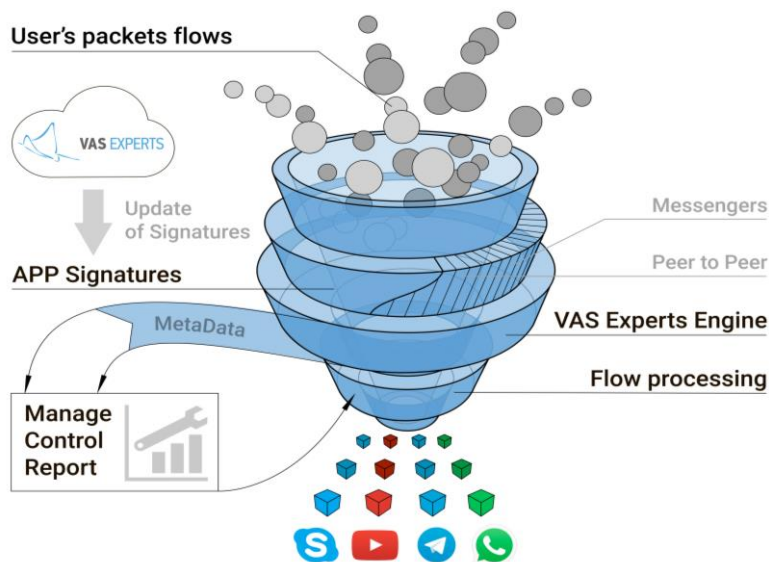 User's packets flows
VAS EXPERTS
Update
of Signatures
Messengers
Peer to Peer
APP Signatures
MetaData
VAS Experts Engine
Flow processing
Manage
Control
Report
S